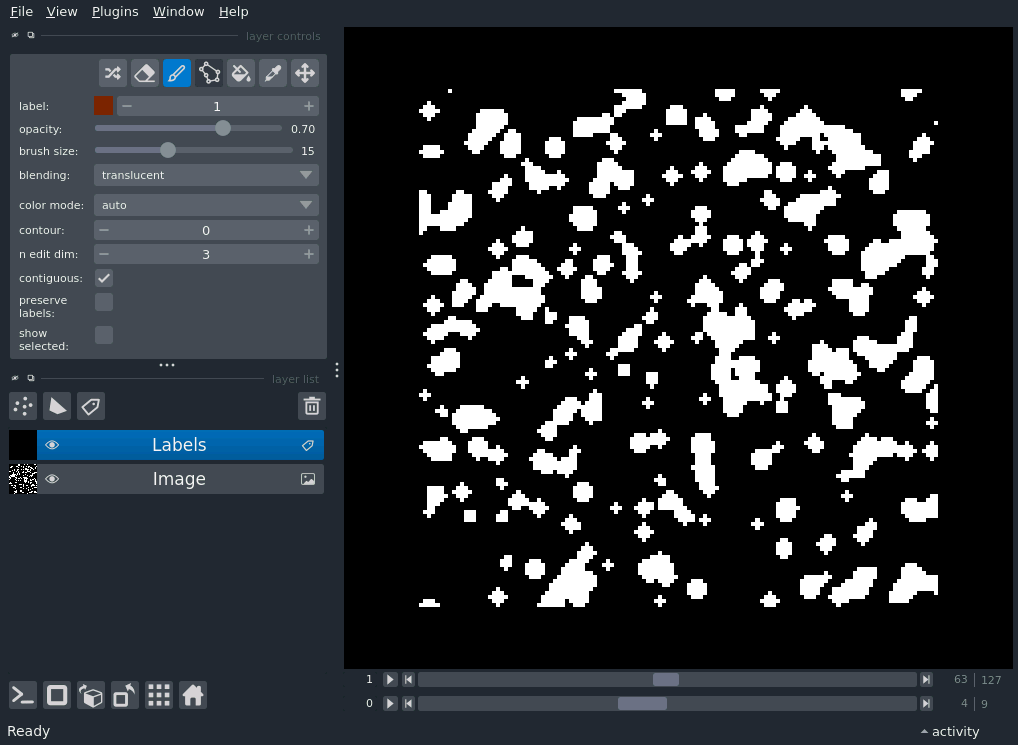 File View Plugins Window Help
layer controls
label: 1
opacity: 0.70
brush size: 15
blending: translucent
color mode: auto
contour: 0
n edit dim: 3
contiguous:
preserve
labels:
show
selected:
layer list
Labels
Image
1 63 127
0 4 9
Ready activity